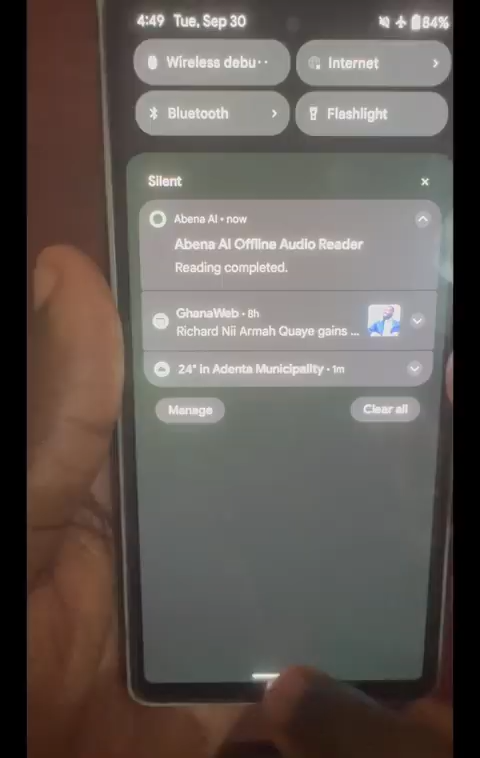 4:49 Tue, Sep 30 84%
Wireless debu··
Internet
Bluetooth
Flashlight
Silent
Abena AI • now
Abena AI Offline Audio Reader
Reading completed.
GhanaWeb • 8h
Richard Nii Armah Quaye gains ...
24° in Adenta Municipality • 1m
Manage
Clear all